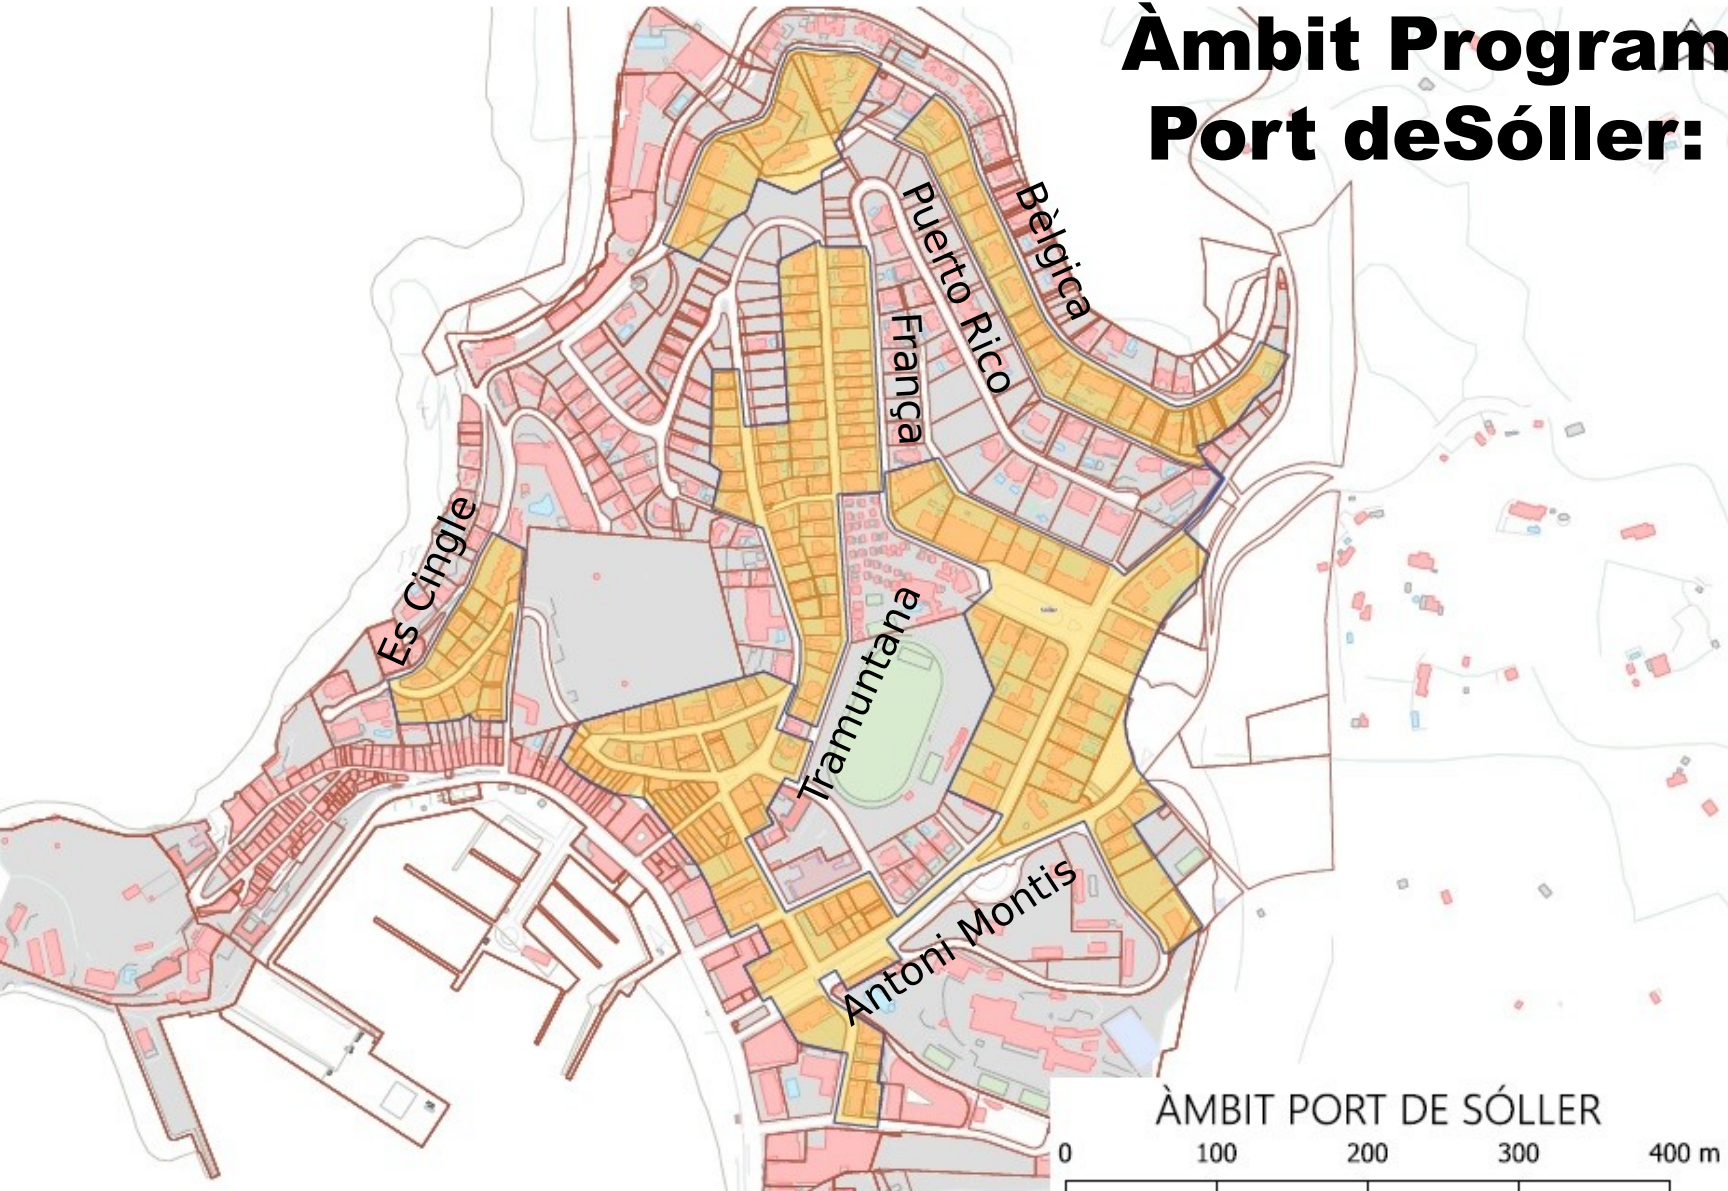 Àmbit Program
Port deSóller:
Bèlgica
Puerto Rico
França
Es Cingle
Tramuntana
Antoni Montis
ÀMBIT PORT DE SÓLLER
0 100 200 300 400 m